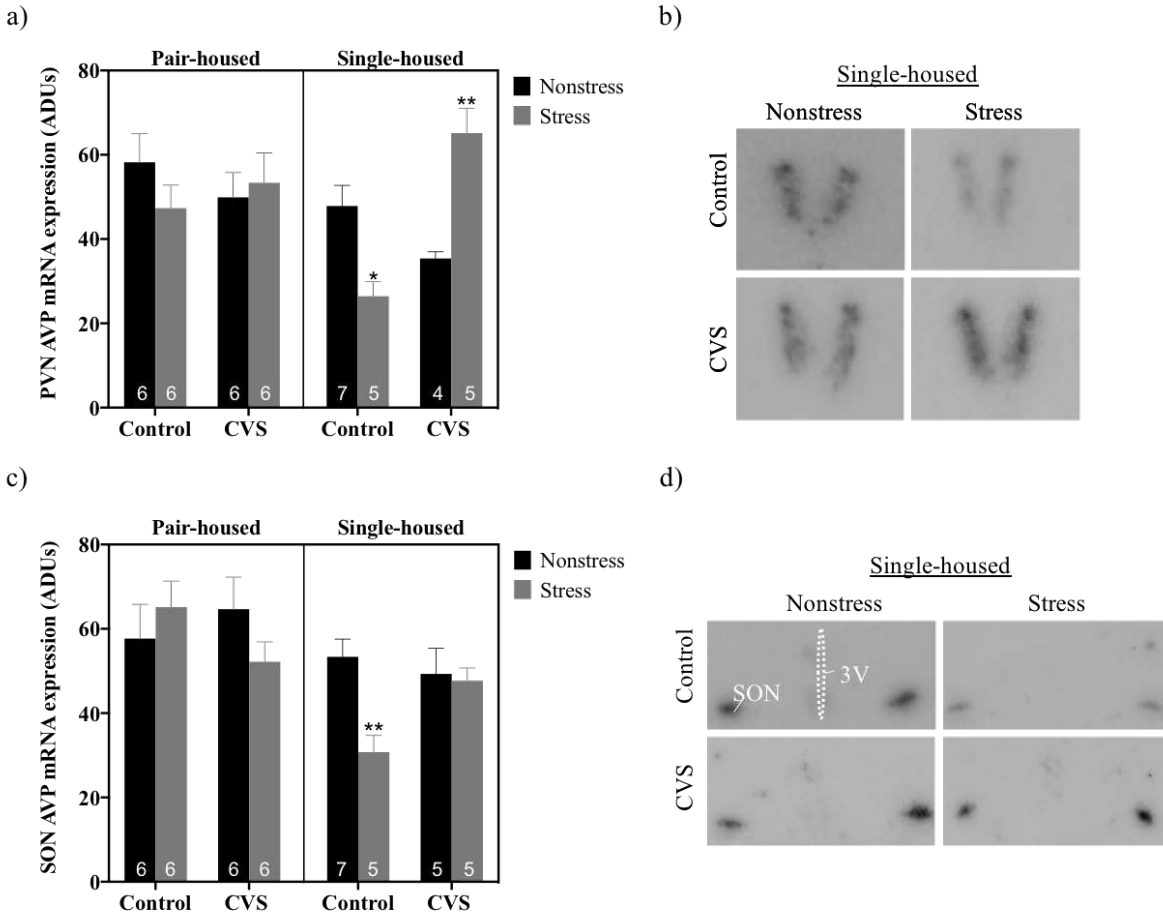 a)
Pair-housed Single-housed
PVN AVP mRNA expression (ADUs)
80
60
40
20
0
Nonstress
Stress
*
**
6 6 6 6 7 5 4 5
Control CVS Control CVS
b)
Single-housed
Nonstress Stress
Control
CVS
c)
Pair-housed Single-housed
SON AVP mRNA expression (ADUs)
80
60
40
20
0
Nonstress
Stress
**
6 6 6 6 7 5 5 5
Control CVS Control CVS
d)
Single-housed
Nonstress Stress
Control
SON
3V
CVS